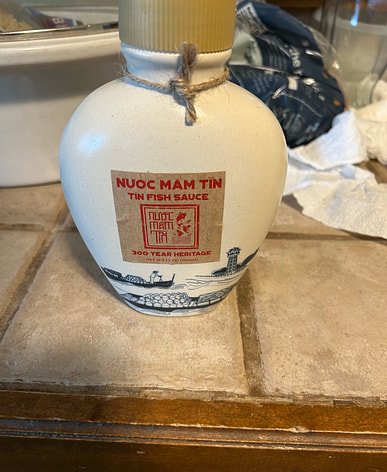 NUOC MAM TIN
TIN FISH SAUCE
NUOC
MAM
TIN
300 YEAR HERITAGE